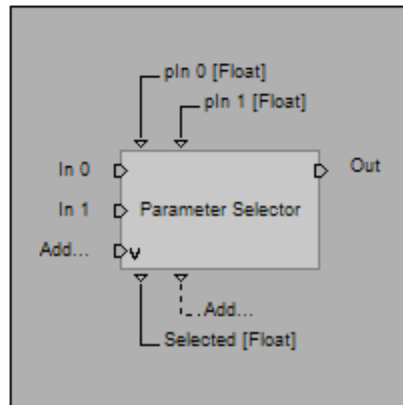 pIn 0 [Float]
pIn 1 [Float]
In 0
Out
In 1
Parameter Selector
Add...
Add...
Selected [Float]